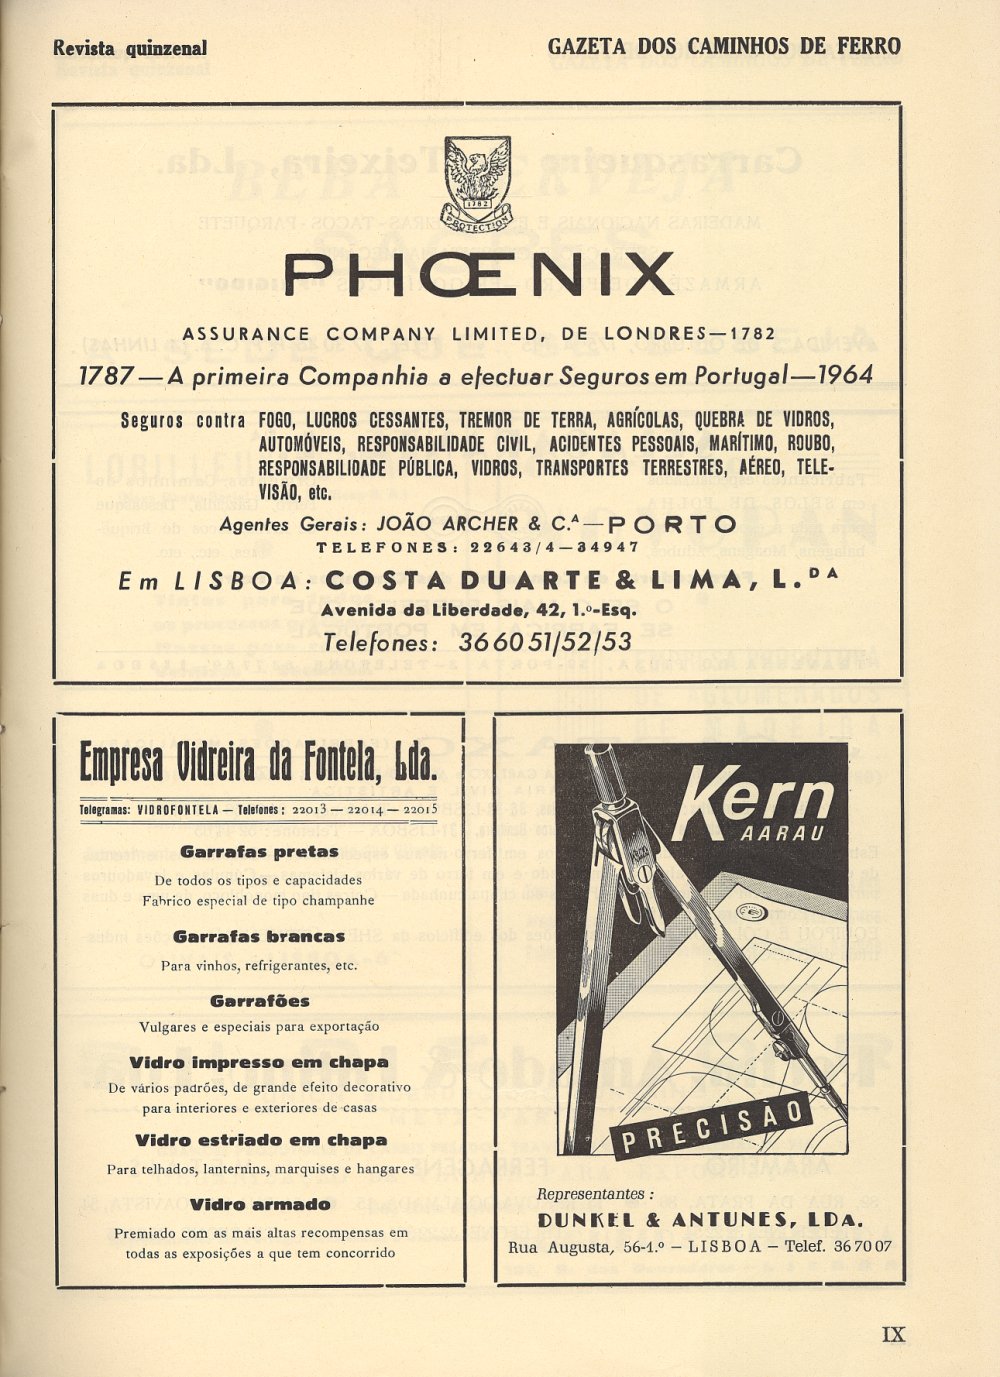 Revista quinzenal
GAZETA DOS CAMINHOS DE FERRO
1782
PROTECTION
PHŒNIX
ASSURANCE COMPANY LIMITED, DE LONDRES—1782
1787—A primeira Companhia a efectuar Seguros em Portugal—1964
Seguros contra FOGO, LUCROS CESSANTES, TREMOR DE TERRA, AGRÍCOLAS, QUEBRA DE VIDROS,
AUTOMÓVEIS, RESPONSABILIDADE CIVIL, ACIDENTES PESSOAIS, MARÍTIMO, ROUBO,
RESPONSABILIDADE PÚBLICA, VIDROS, TRANSPORTES TERRESTRES, AÉREO, TELE-
VISÃO, etc.
Agentes Gerais: JOÃO ARCHER & C.ᴬ—PORTO
TELEFONES: 22643/4—34947
Em LISBOA: COSTA DUARTE & LIMA, L.ᴰᴬ
Avenida da Liberdade, 42, 1.º-Esq.
Telefones: 36 60 51/52/53
Empresa Vidreira da Fontela, Lda.
Telegramas: VIDROFONTELA — Telefones: 22013 — 22014 — 22015
Garrafas pretas
De todos os tipos e capacidades
Fabrico especial de tipo champanhe
Garrafas brancas
Para vinhos, refrigerantes, etc.
Garrafões
Vulgares e especiais para exportação
Vidro impresso em chapa
De vários padrões, de grande efeito decorativo
para interiores e exteriores de casas
Vidro estriado em chapa
Para telhados, lanternins, marquises e hangares
Vidro armado
Premiado com as mais altas recompensas em
todas as exposições a que tem concorrido
Kern
AARAU
PRECISÃO
Representantes :
DUNKEL & ANTUNES, LDA.
Rua Augusta, 56-1.º – LISBOA – Telef. 36 70 07
IX